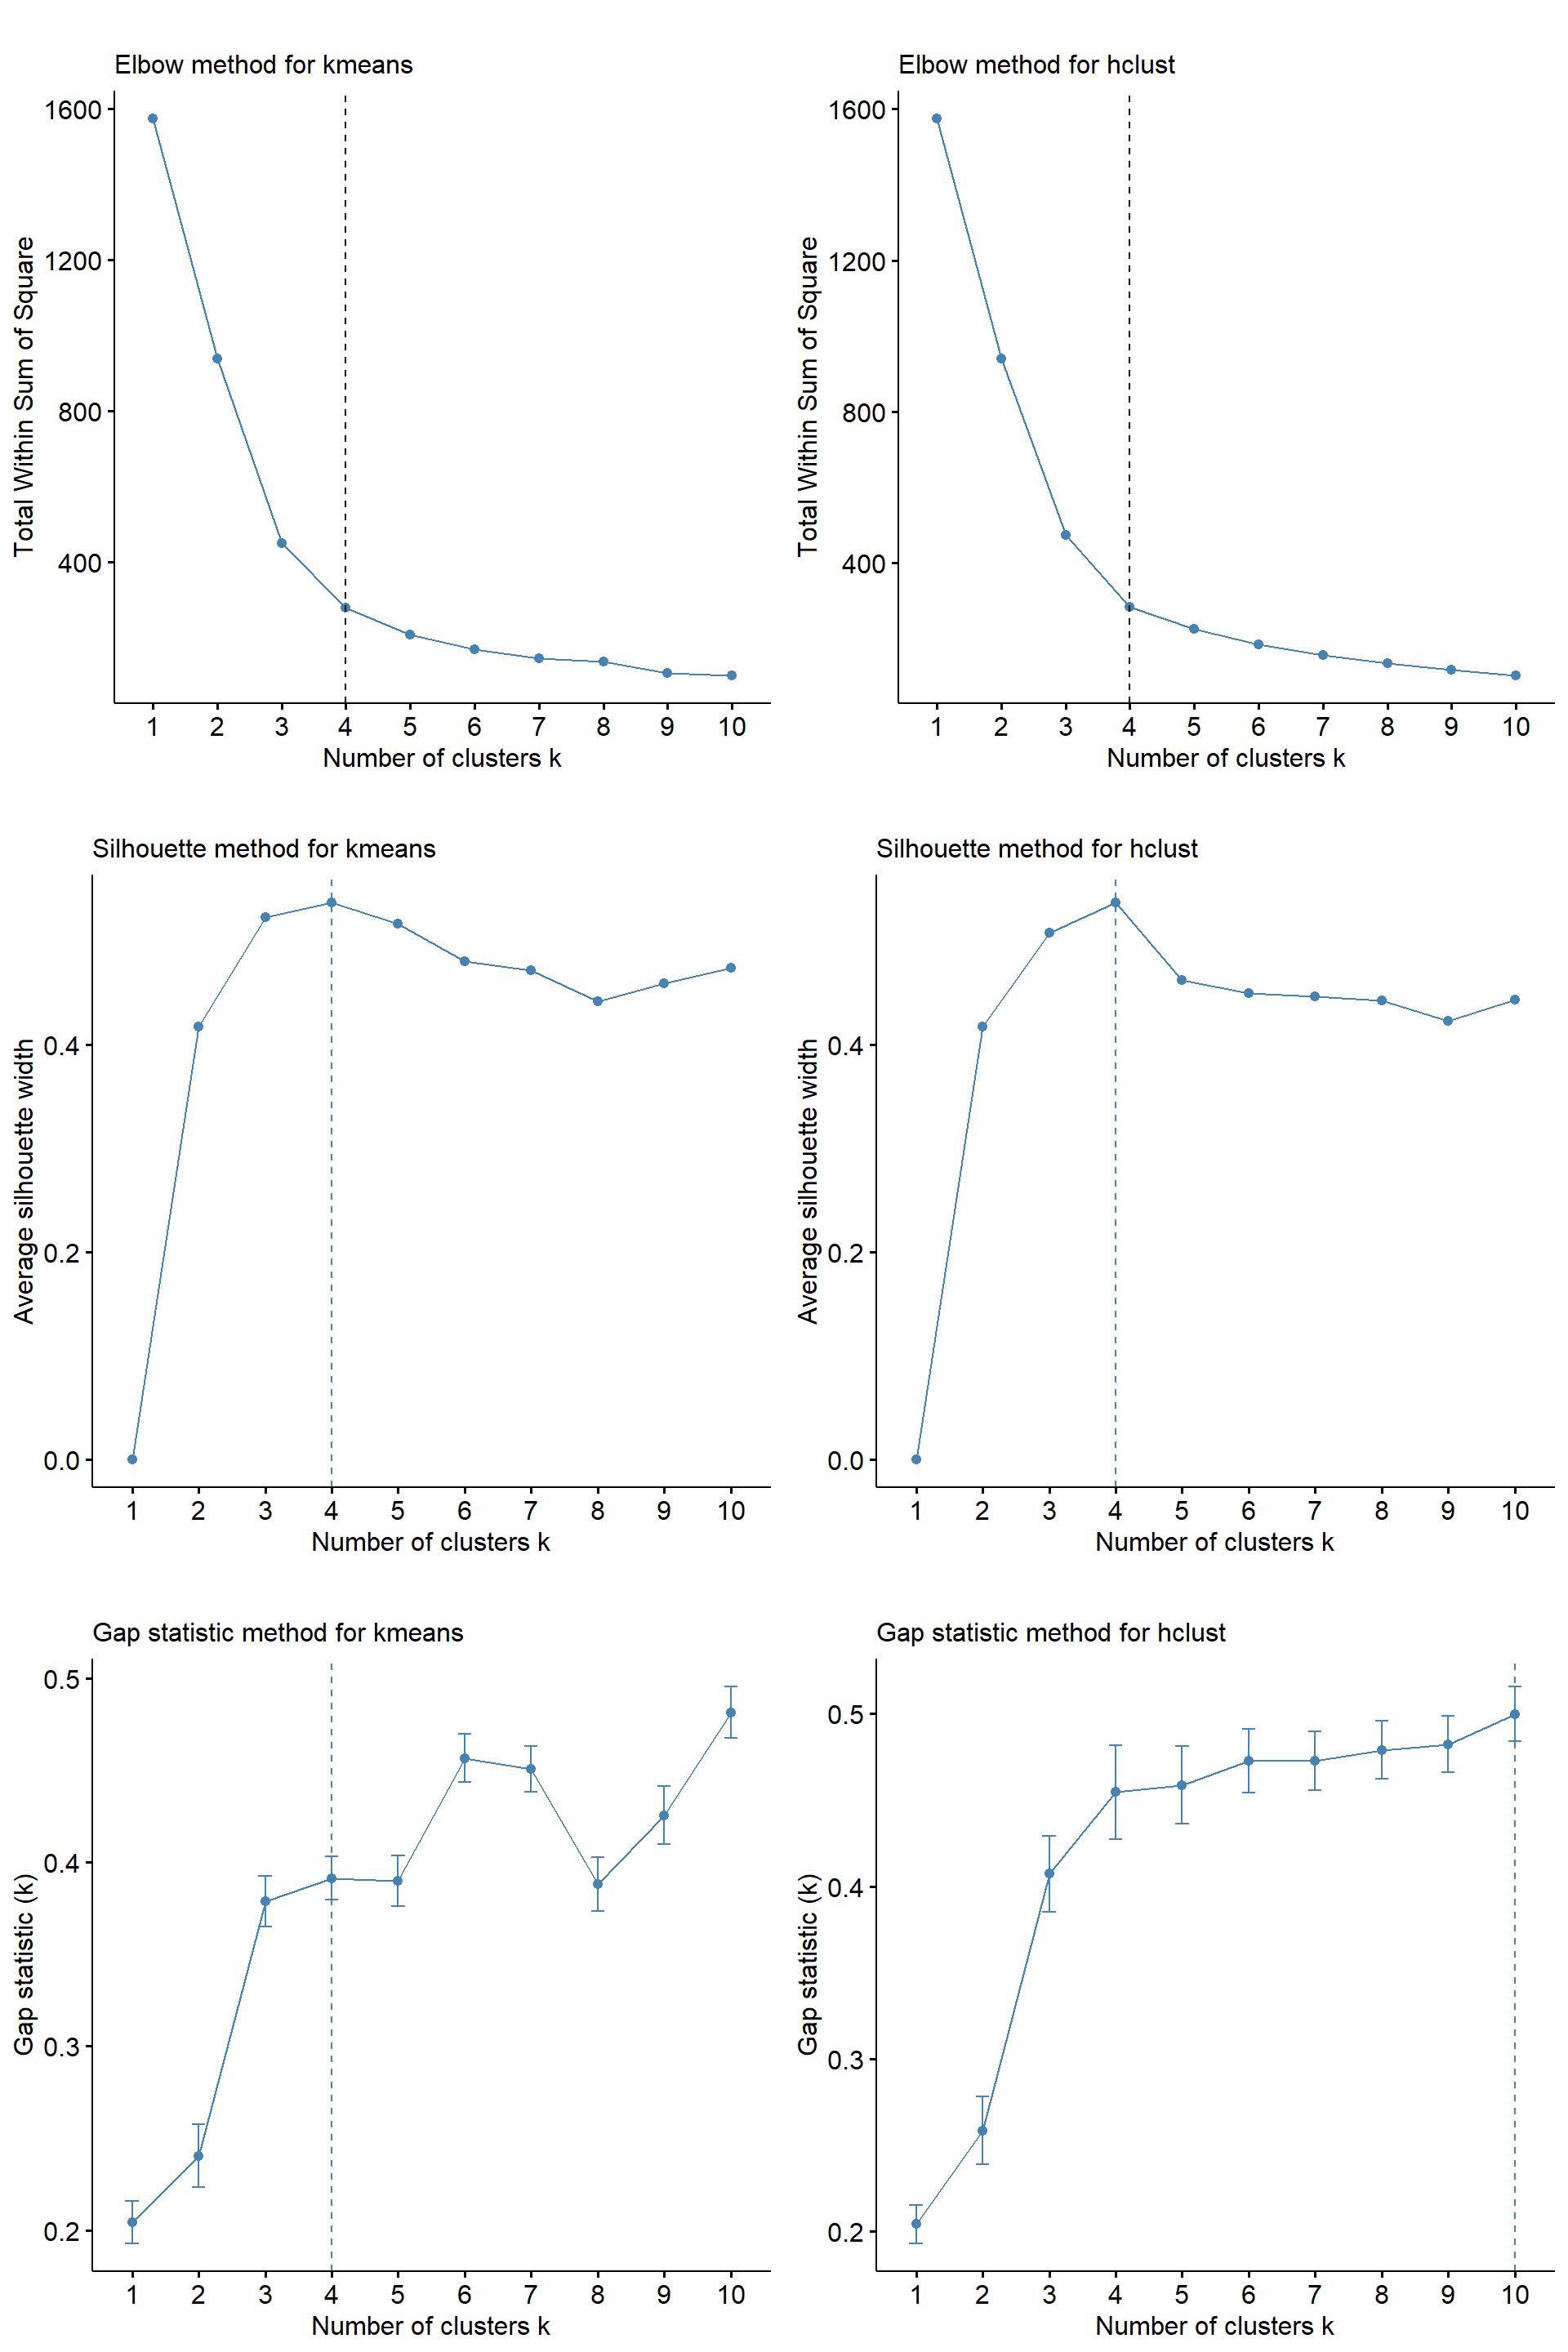 Elbow method for kmeans
1600
1200
800
400
Total Within Sum of Square
1 2 3 4 5 6 7 8 9 10
Number of clusters k
Elbow method for hclust
1600
1200
800
400
Total Within Sum of Square
1 2 3 4 5 6 7 8 9 10
Number of clusters k
Silhouette method for kmeans
0.4
0.2
0.0
Average silhouette width
1 2 3 4 5 6 7 8 9 10
Number of clusters k
Silhouette method for hclust
0.4
0.2
0.0
Average silhouette width
1 2 3 4 5 6 7 8 9 10
Number of clusters k
Gap statistic method for kmeans
0.5
0.4
0.3
0.2
Gap statistic (k)
1 2 3 4 5 6 7 8 9 10
Number of clusters k
Gap statistic method for hclust
0.5
0.4
0.3
0.2
Gap statistic (k)
1 2 3 4 5 6 7 8 9 10
Number of clusters k